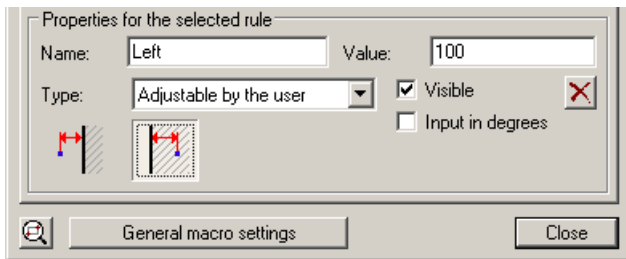 Properties for the selected rule
Name: Left Value: 100
Type: Adjustable by the user Visible
Input in degrees
General macro settings Close